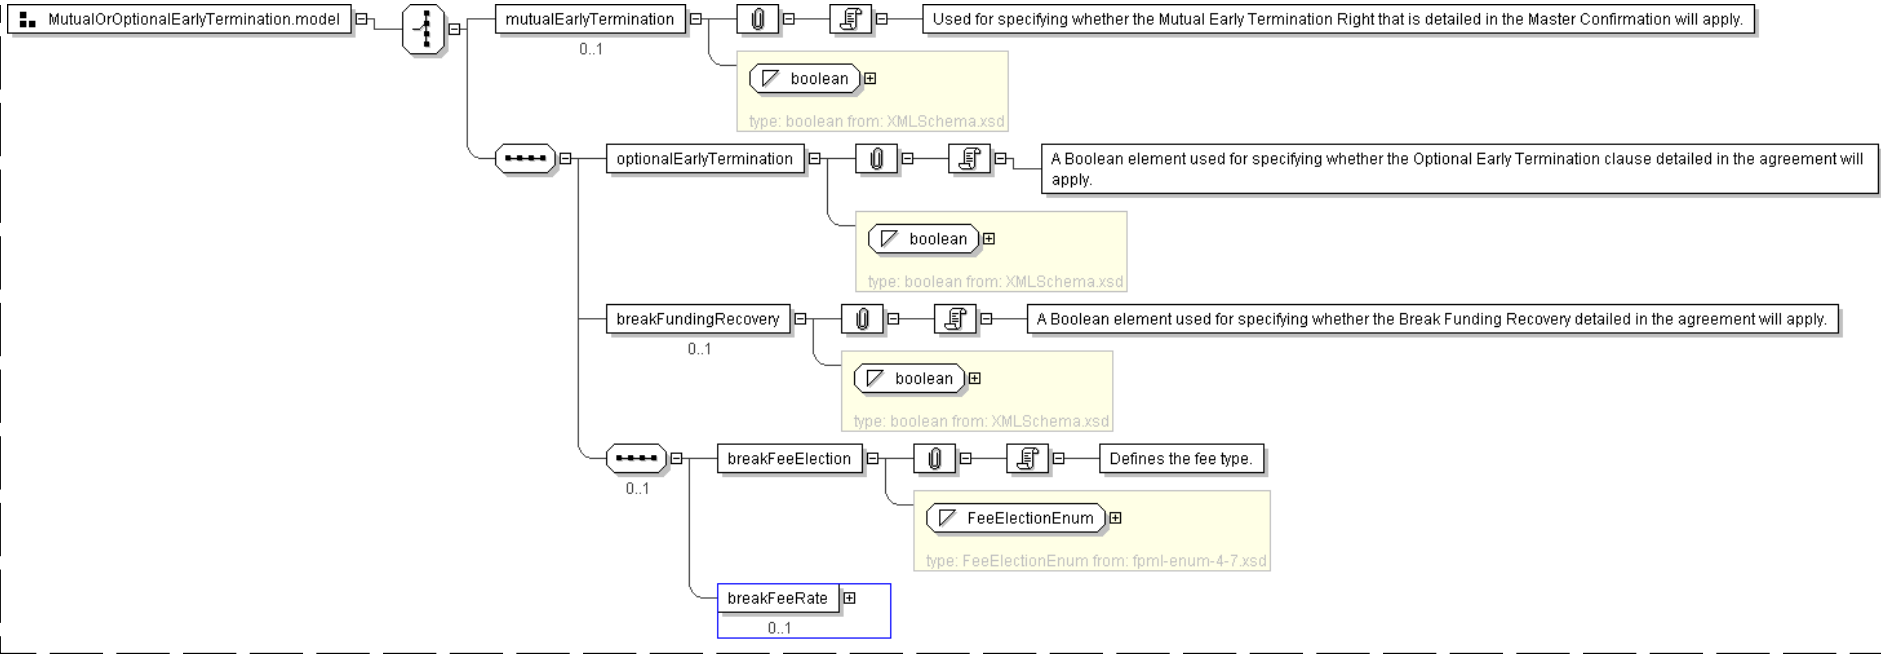 MutualOrOptionalEarlyTermination.model
mutualEarlyTermination
Used for specifying whether the Mutual Early Termination Right that is detailed in the Master Confirmation will apply.
0..1
boolean
type: boolean from: XMLSchema.xsd
optionalEarlyTermination
A Boolean element used for specifying whether the Optional Early Termination clause detailed in the agreement will
apply.
boolean
type: boolean from: XMLSchema.xsd
breakFundingRecovery
A Boolean element used for specifying whether the Break Funding Recovery detailed in the agreement will apply.
0..1
boolean
type: boolean from: XMLSchema.xsd
breakFeeElection
Defines the fee type.
0..1
FeeElectionEnum
type: FeeElectionEnum from: fpml-enum-4-7.xsd
breakFeeRate
0..1